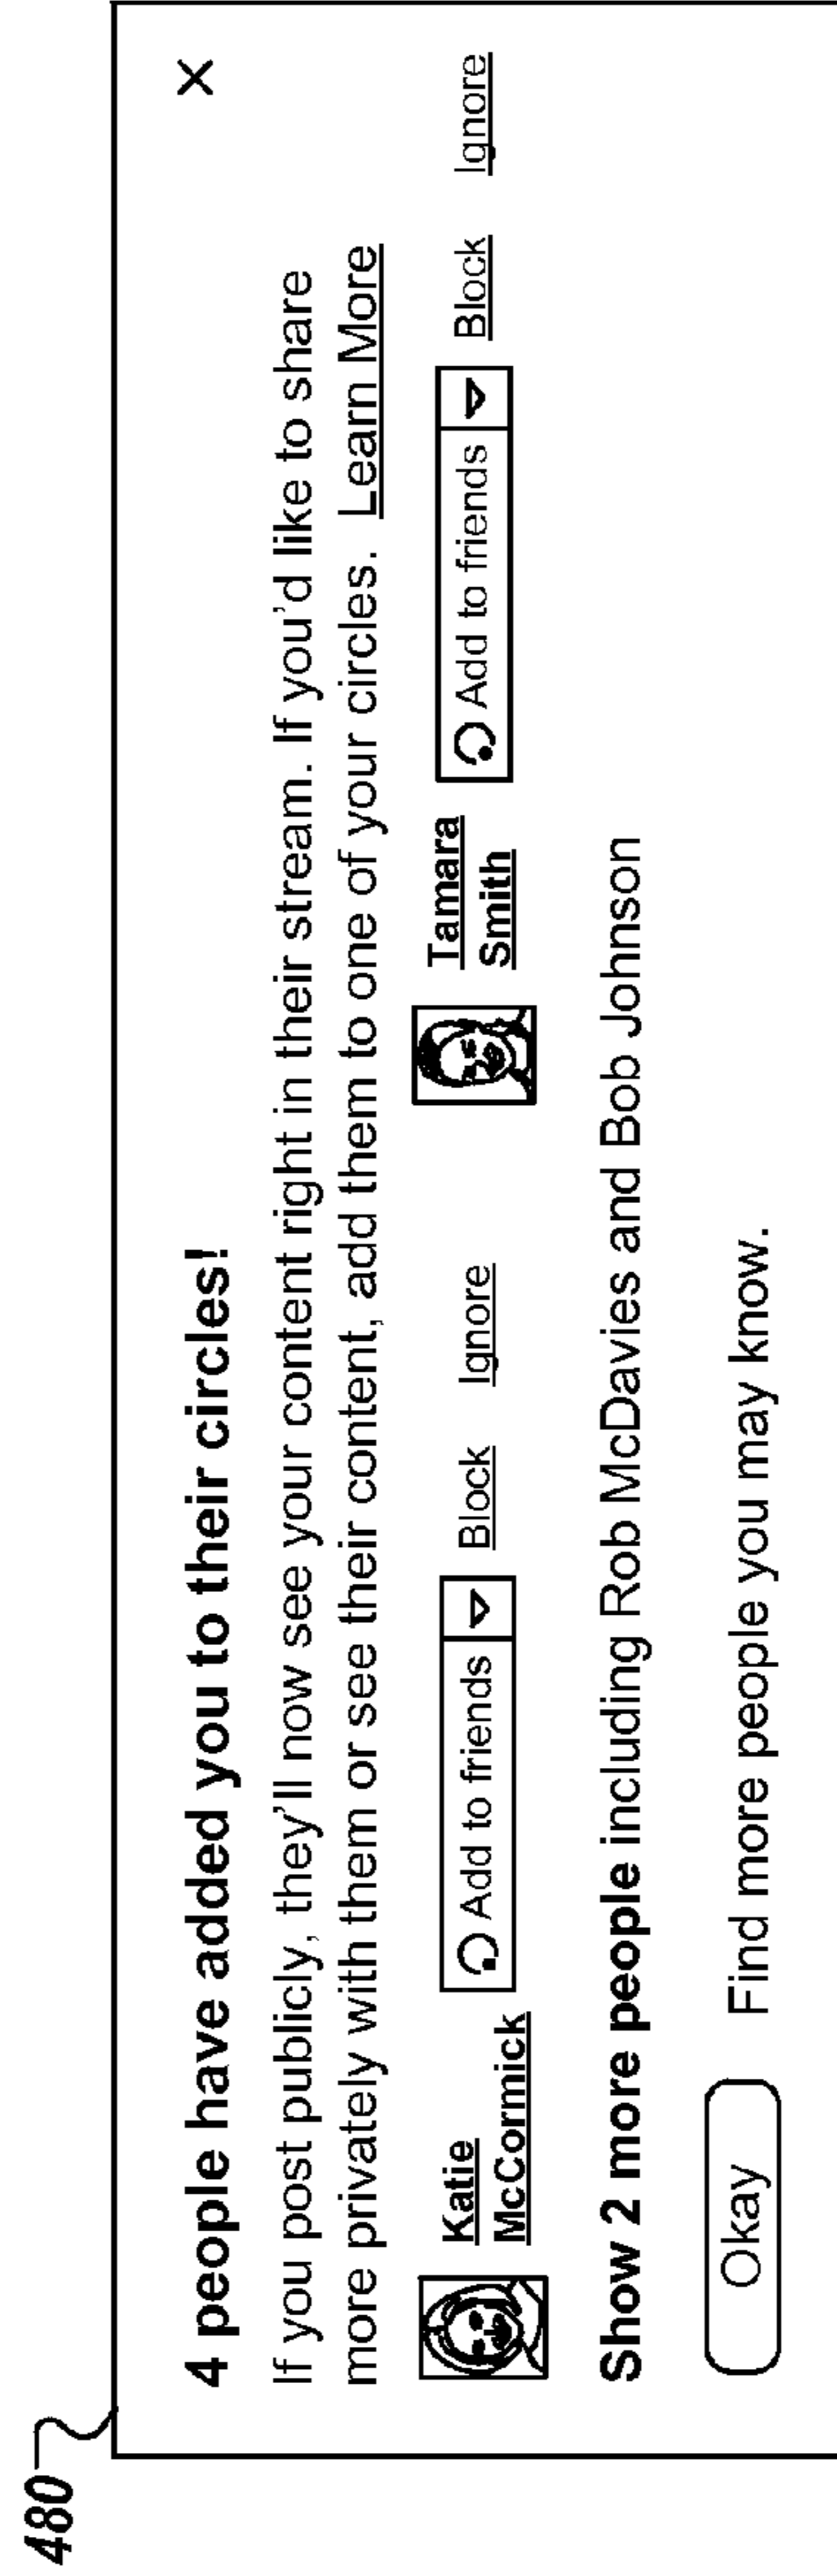 480
4 people have added you to their circles!
X
If you post publicly, they'll now see your content right in their stream. If you'd like to share
more privately with them or see their content, add them to one of your circles. Learn More
Katie
McCormick
Add to friends
Block
Ignore
Tamara
Smith
Add to friends
Block
Ignore
Show 2 more people including Rob McDavies and Bob Johnson
Okay
Find more people you may know.